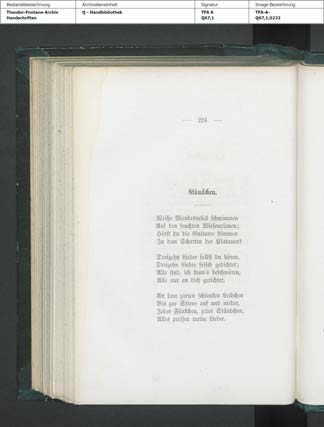 Bestandsbezeichnung Archivalieneinheit Signatur Image-Bezeichnung
Theodor-Fontane-Archiv Q - Handbibliothek TFA A TFA-A-
Handschriften Q67,1 Q67,1,0232
— 224 —
Ständchen.
Weiße Mondesnebel schwimmen
Auf den feuchten Wiesenplanen;
Hörst du die Guitarre stimmen
In dem Schatten der Platanen?
Dreizehn Lieder sollst du hören,
Dreizehn Lieder frisch gedichtet;
Alle sind, ich kann's beschwören,
Alle nur an dich gerichtet.
An dem zarten schlanken Leibchen
Bis zur Stirne auf und nieder,
Jedes Fünkchen, jedes Stäubchen,
Alles preisen meine Lieder.